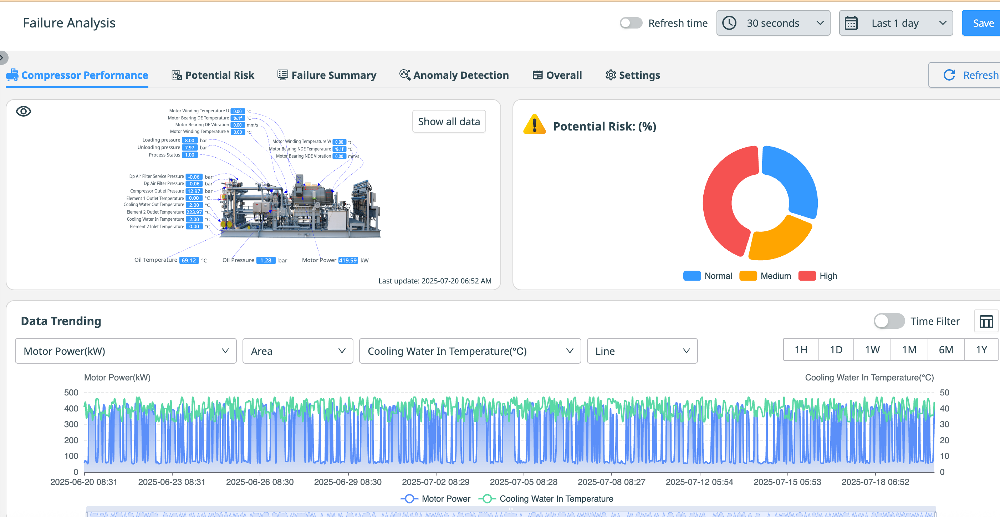 Failure Analysis
Refresh time
30 seconds
Last 1 day
Save
Compressor Performance
Potential Risk
Failure Summary
Anomaly Detection
Overall
Settings
Refresh
Show all data
Motor Winding Temperature U 0.00 °C
Motor Bearing DE Temperature %.1f °C
Motor Bearing DE Vibration 0.00 mm/s
Motor Winding Temperature V 0.00 °C
Loading pressure 8.00 bar
Unloading pressure 7.97 bar
Process Status 1.00
Motor Winding Temperature W 0.00 °C
Motor Bearing NDE Temperature %.1f °C
Motor Bearing NDE Vibration 0.00 mm/s
Dp Air Filter Service Pressure -0.06 bar
Dp Air Filter Pressure -0.06 bar
Compressor Outlet Pressure 12.97 bar
Element 1 Outlet Temperature 0.00 °C
Cooling Water Out Temperature 2.00 °C
Element 2 Outlet Temperature 223.97 °C
Cooling Water In Temperature 2.00 °C
Element 2 Inlet Temperature 0.00 °C
Oil Temperature 69.12 °C
Oil Pressure 1.28 bar
Motor Power 419.59 kW
Last update: 2025-07-20 06:52 AM
Potential Risk: (%)
Normal
Medium
High
Data Trending
Time Filter
Motor Power(kW)
Area
Cooling Water In Temperature(°C)
Line
1H
1D
1W
1M
6M
1Y
Motor Power(kW)
Cooling Water In Temperature(°C)
500
400
300
200
100
0
50
40
30
20
10
0
2025-06-20 08:31
2025-06-23 08:31
2025-06-26 08:30
2025-06-29 08:30
2025-07-02 08:29
2025-07-05 08:28
2025-07-08 08:27
2025-07-12 05:54
2025-07-15 05:53
2025-07-18 06:52
Motor Power
Cooling Water In Temperature